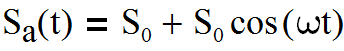 Sₐ(t) = S₀ + S₀ cos (ωt)